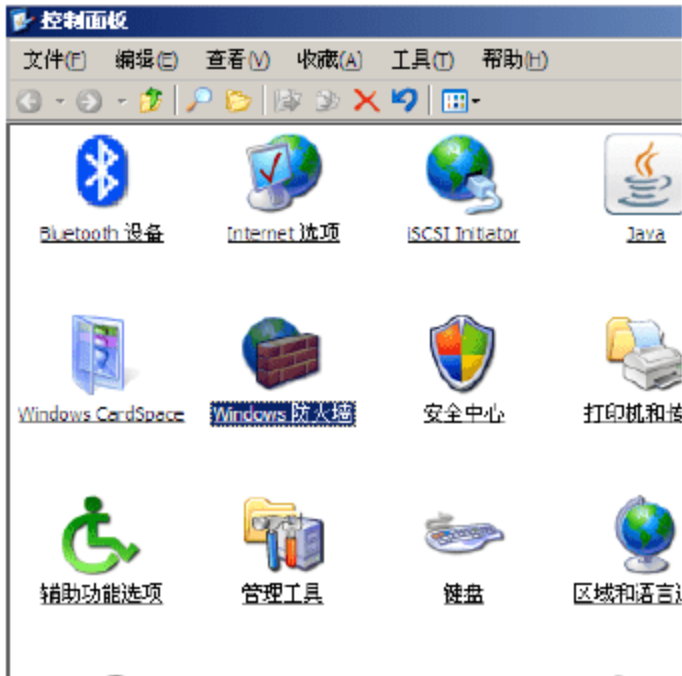 控制面板
文件(F) 编辑(E) 查看(V) 收藏(A) 工具(T) 帮助(H)
Bluetooth 设备 Internet 选项 iSCSI Initiator Java
Windows CardSpace Windows 防火墙 安全中心 打印机和传
辅助功能选项 管理工具 键盘 区域和语言选